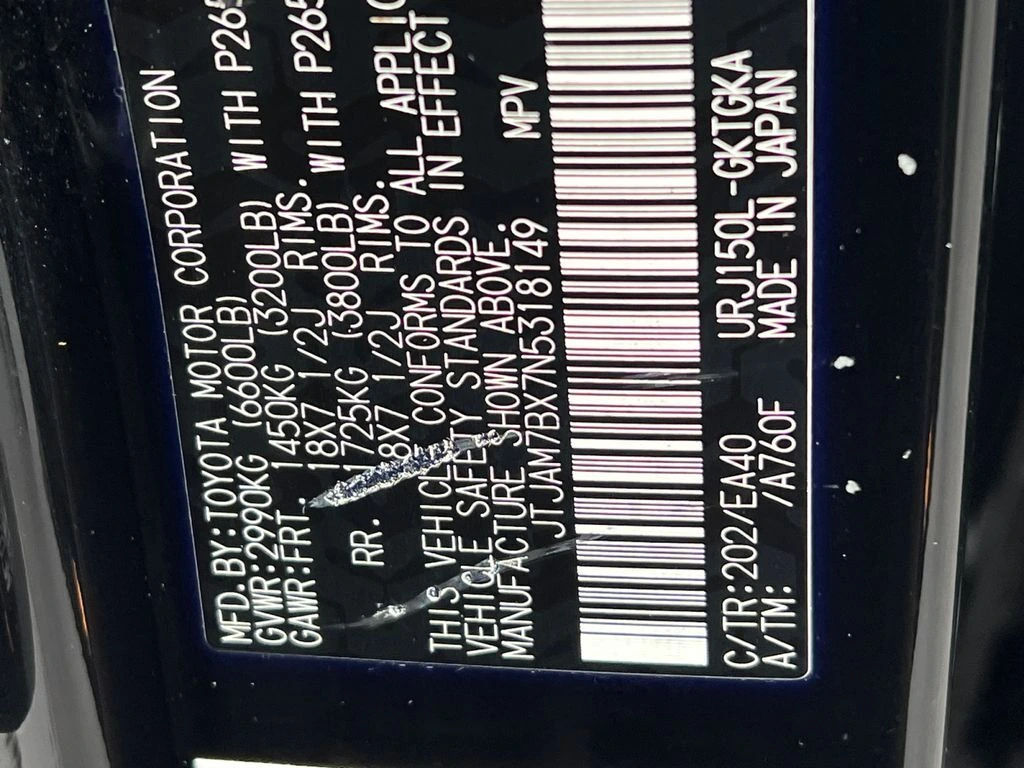 MFD.BY:TOYOTA MOTOR CORPORATION
GVWR:2990KG (6600LB)
GAWR:FRT. 1450KG (3200LB) WITH P265
18X7 1/2J RIMS.
RR. 1725KG (3800LB) WITH P265
18X7 1/2J RIMS.
THIS VEHICLE CONFORMS TO ALL APPLIC
VEHICLE SAFETY STANDARDS IN EFFECT
MANUFACTURE SHOWN ABOVE.
JTJAM7BX7N5318149 MPV
C/TR:202/EA40 URJ150L-GKTGKA
A/TM: /A760F MADE IN JAPAN